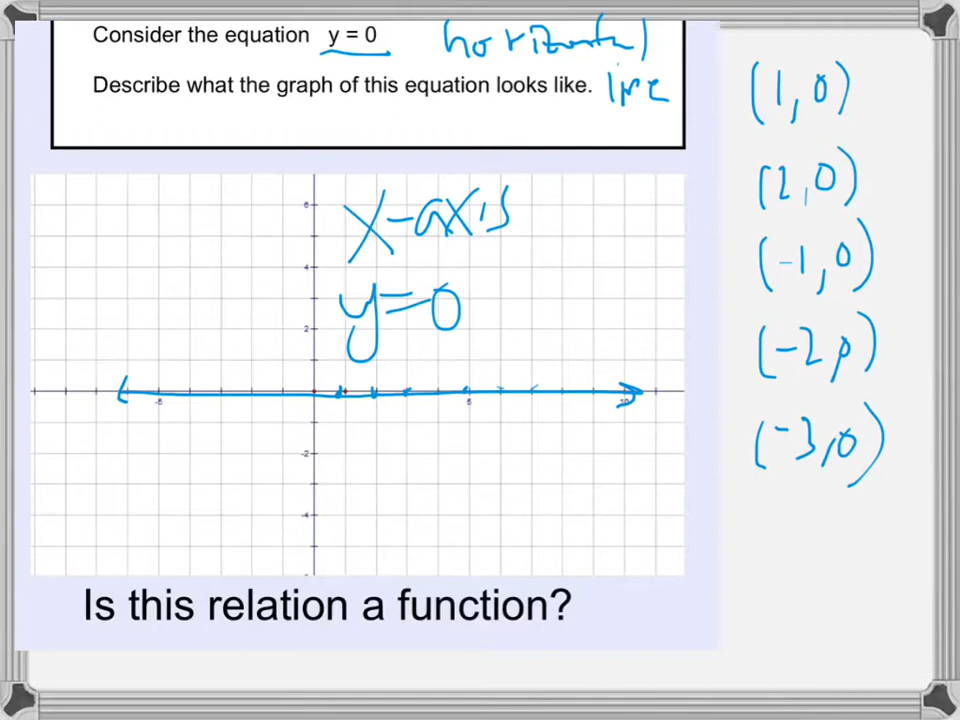 Consider the equation y = 0 horizontal
Describe what the graph of this equation looks like. line
x-axis
y=0
6
4
2
-5
5
10
-2
-4
(1,0)
(2,0)
(-1,0)
(-2,0)
(-3,0)
Is this relation a function?